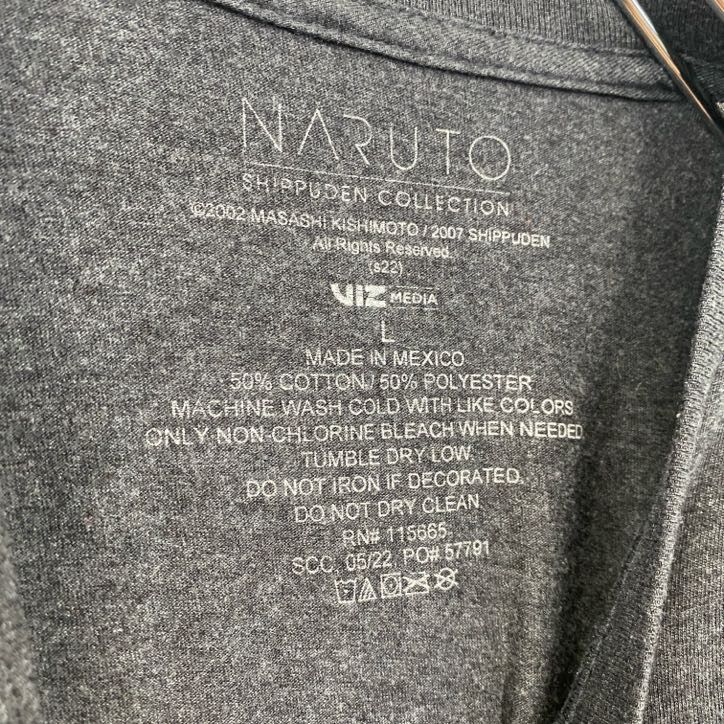 NARUTO
SHIPPUDEN COLLECTION
©2002 MASASHI KISHIMOTO / 2007 SHIPPUDEN
All Rights Reserved.
(s22)
VIZ MEDIA
L
MADE IN MEXICO
50% COTTON / 50% POLYESTER
MACHINE WASH COLD WITH LIKE COLORS
ONLY NON-CHLORINE BLEACH WHEN NEEDED
TUMBLE DRY LOW
DO NOT IRON IF DECORATED.
DO NOT DRY CLEAN
RN# 115665
SCC. 05/22 PO# 57791